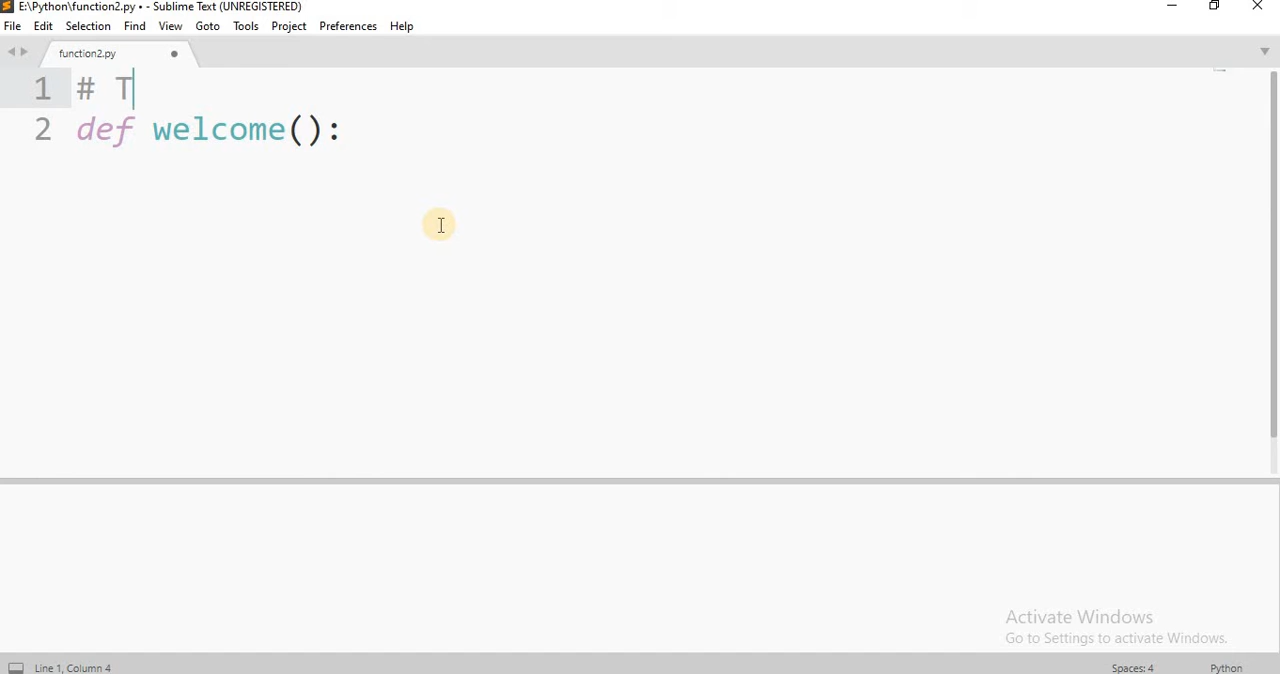 E:\Python\function2.py • - Sublime Text (UNREGISTERED)
File Edit Selection Find View Goto Tools Project Preferences Help
function2.py
1 # T
2 def welcome():
Activate Windows
Go to Settings to activate Windows.
Line 1, Column 4 Spaces: 4 Python